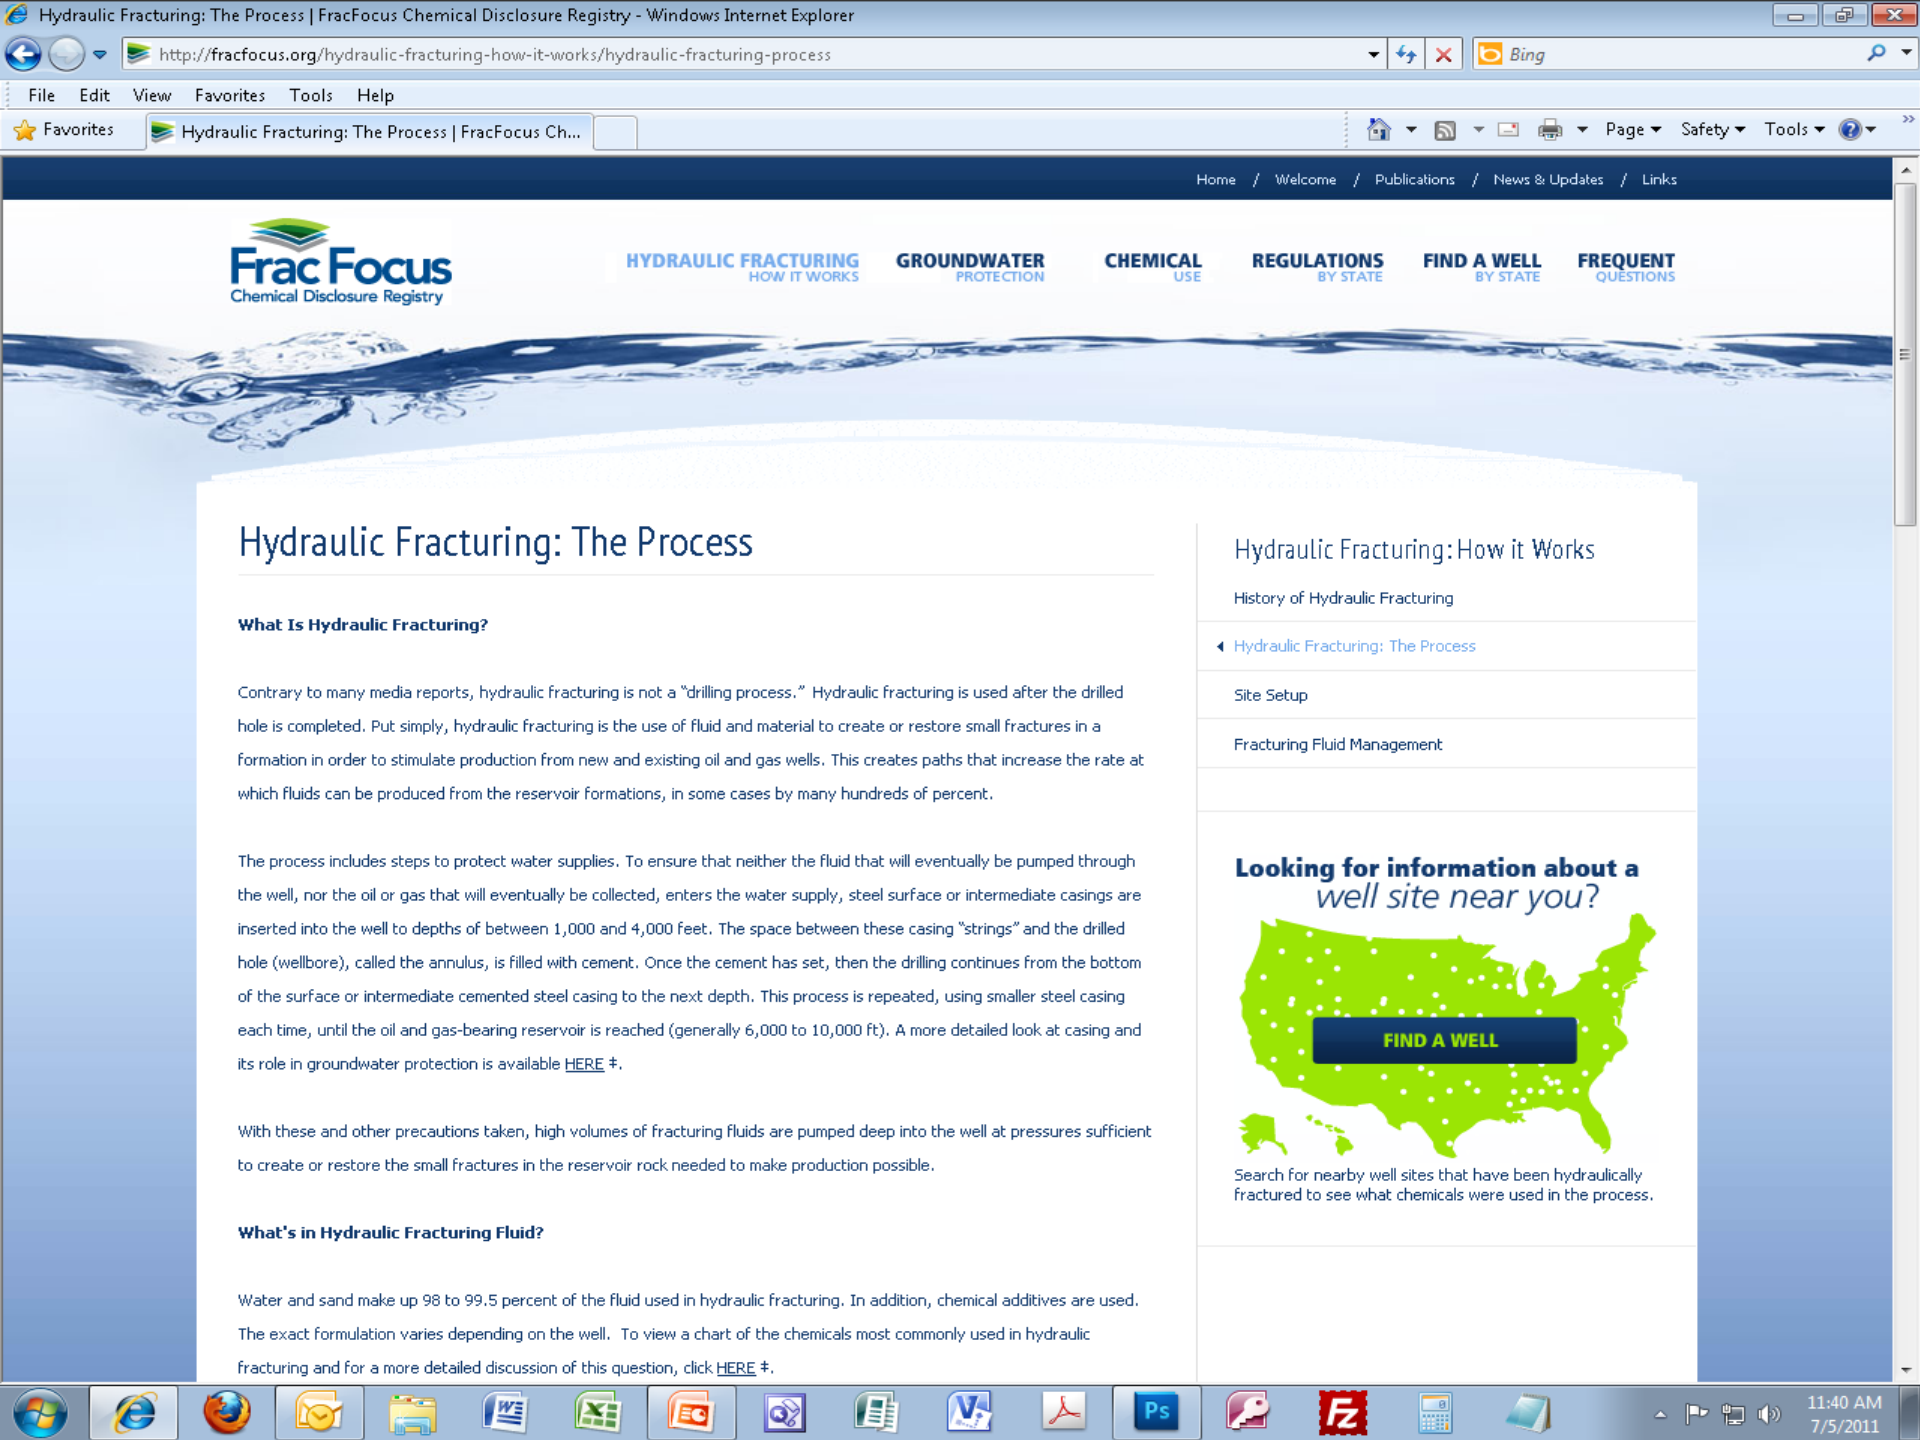 Hydraulic Fracturing: The Process | FracFocus Chemical Disclosure Registry - Windows Internet Explorer
http://fracfocus.org/hydraulic-fracturing-how-it-works/hydraulic-fracturing-process
Bing
File Edit View Favorites Tools Help
Favorites
Hydraulic Fracturing: The Process | FracFocus Ch...
Page Safety Tools
Home / Welcome / Publications / News & Updates / Links
Frac Focus
Chemical Disclosure Registry
HYDRAULIC FRACTURING
HOW IT WORKS
GROUNDWATER
PROTECTION
CHEMICAL
USE
REGULATIONS
BY STATE
FIND A WELL
BY STATE
FREQUENT
QUESTIONS
Hydraulic Fracturing: The Process
What Is Hydraulic Fracturing?
Contrary to many media reports, hydraulic fracturing is not a “drilling process.” Hydraulic fracturing is used after the drilled
hole is completed. Put simply, hydraulic fracturing is the use of fluid and material to create or restore small fractures in a
formation in order to stimulate production from new and existing oil and gas wells. This creates paths that increase the rate at
which fluids can be produced from the reservoir formations, in some cases by many hundreds of percent.
The process includes steps to protect water supplies. To ensure that neither the fluid that will eventually be pumped through
the well, nor the oil or gas that will eventually be collected, enters the water supply, steel surface or intermediate casings are
inserted into the well to depths of between 1,000 and 4,000 feet. The space between these casing “strings” and the drilled
hole (wellbore), called the annulus, is filled with cement. Once the cement has set, then the drilling continues from the bottom
of the surface or intermediate cemented steel casing to the next depth. This process is repeated, using smaller steel casing
each time, until the oil and gas-bearing reservoir is reached (generally 6,000 to 10,000 ft). A more detailed look at casing and
its role in groundwater protection is available HERE ‡.
With these and other precautions taken, high volumes of fracturing fluids are pumped deep into the well at pressures sufficient
to create or restore the small fractures in the reservoir rock needed to make production possible.
What's in Hydraulic Fracturing Fluid?
Water and sand make up 98 to 99.5 percent of the fluid used in hydraulic fracturing. In addition, chemical additives are used.
The exact formulation varies depending on the well. To view a chart of the chemicals most commonly used in hydraulic
fracturing and for a more detailed discussion of this question, click HERE ‡.
Hydraulic Fracturing: How it Works
History of Hydraulic Fracturing
Hydraulic Fracturing: The Process
Site Setup
Fracturing Fluid Management
Looking for information about a
well site near you?
FIND A WELL
Search for nearby well sites that have been hydraulically
fractured to see what chemicals were used in the process.
Ps
Fz
11:40 AM
7/5/2011